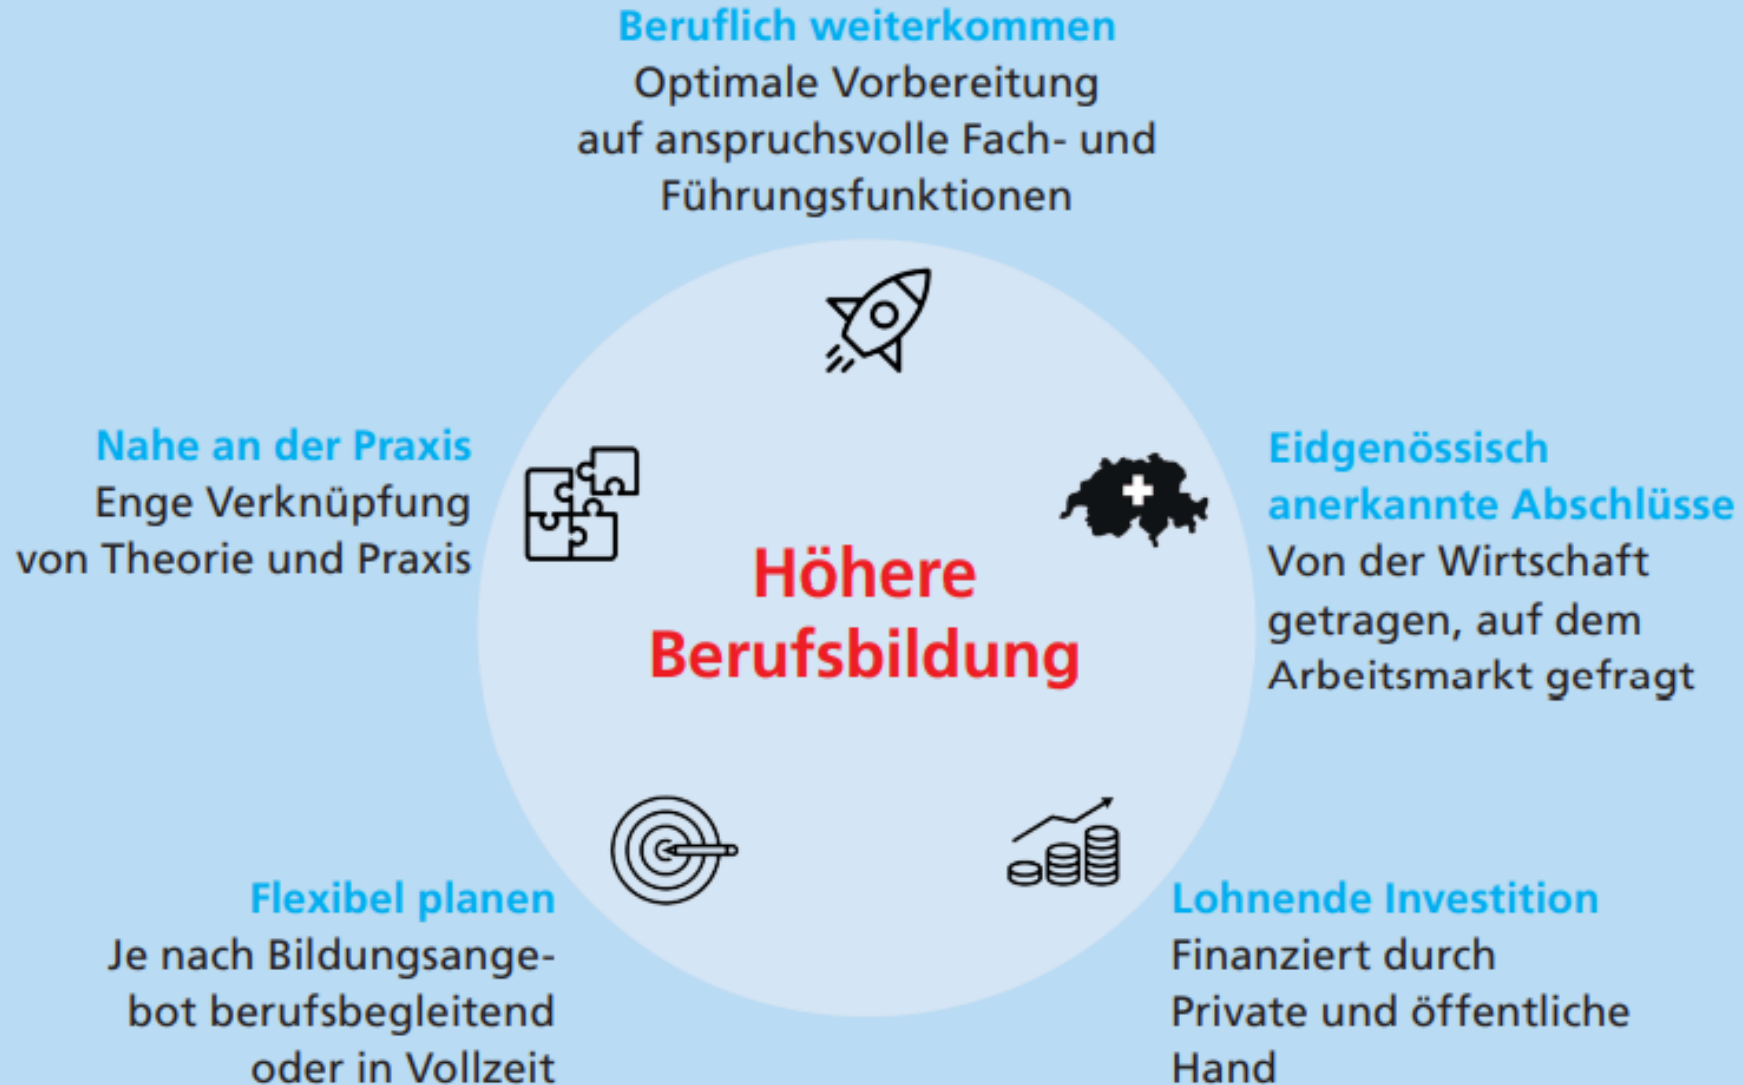 Beruflich weiterkommen
Optimale Vorbereitung
auf anspruchsvolle Fach- und
Führungsfunktionen
Nahe an der Praxis
Enge Verknüpfung
von Theorie und Praxis
Eidgenössisch
anerkannte Abschlüsse
Von der Wirtschaft
getragen, auf dem
Arbeitsmarkt gefragt
Höhere
Berufsbildung
Flexibel planen
Je nach Bildungsange-
bot berufsbegleitend
oder in Vollzeit
Lohnende Investition
Finanziert durch
Private und öffentliche
Hand